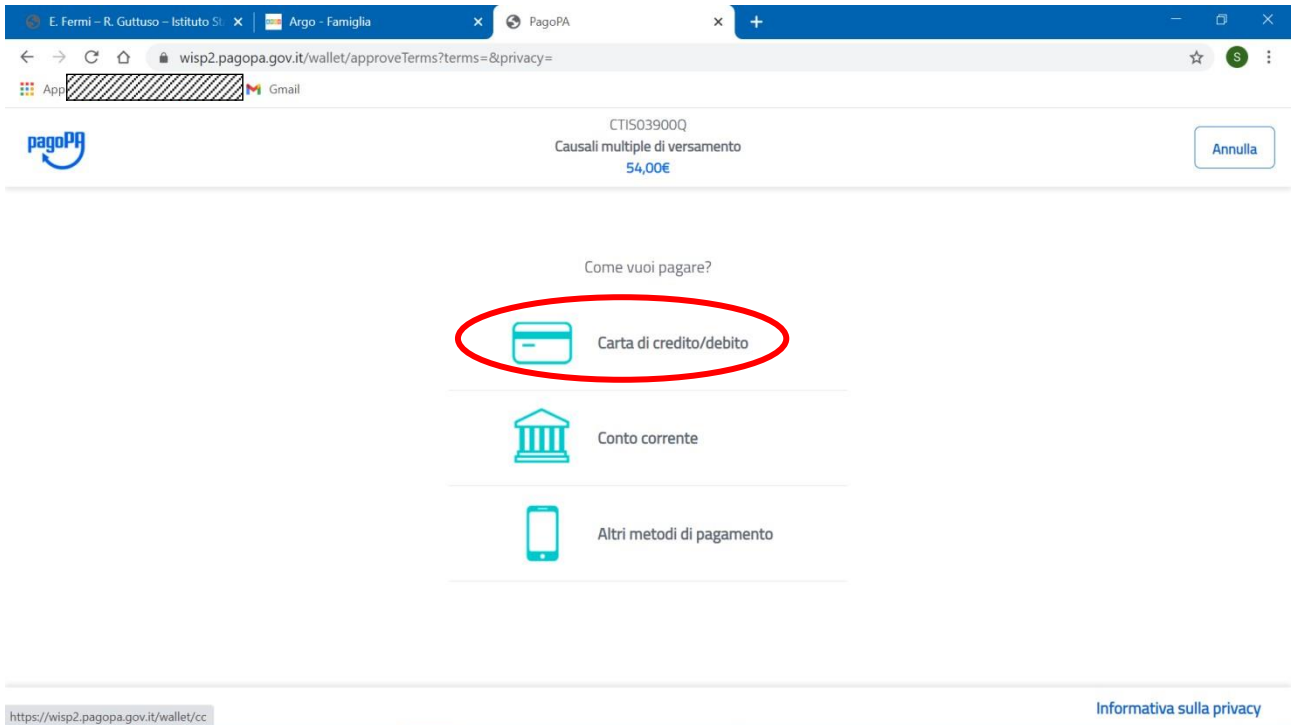 E. Fermi – R. Guttuso – Istituto St
Argo - Famiglia
PagoPA
wisp2.pagopa.gov.it/wallet/approveTerms?terms=&privacy=
S
App
Gmail
pagoPA
CTIS03900Q
Causali multiple di versamento
54,00€
Annulla
Come vuoi pagare?
Carta di credito/debito
Conto corrente
Altri metodi di pagamento
Informativa sulla privacy
https://wisp2.pagopa.gov.it/wallet/cc